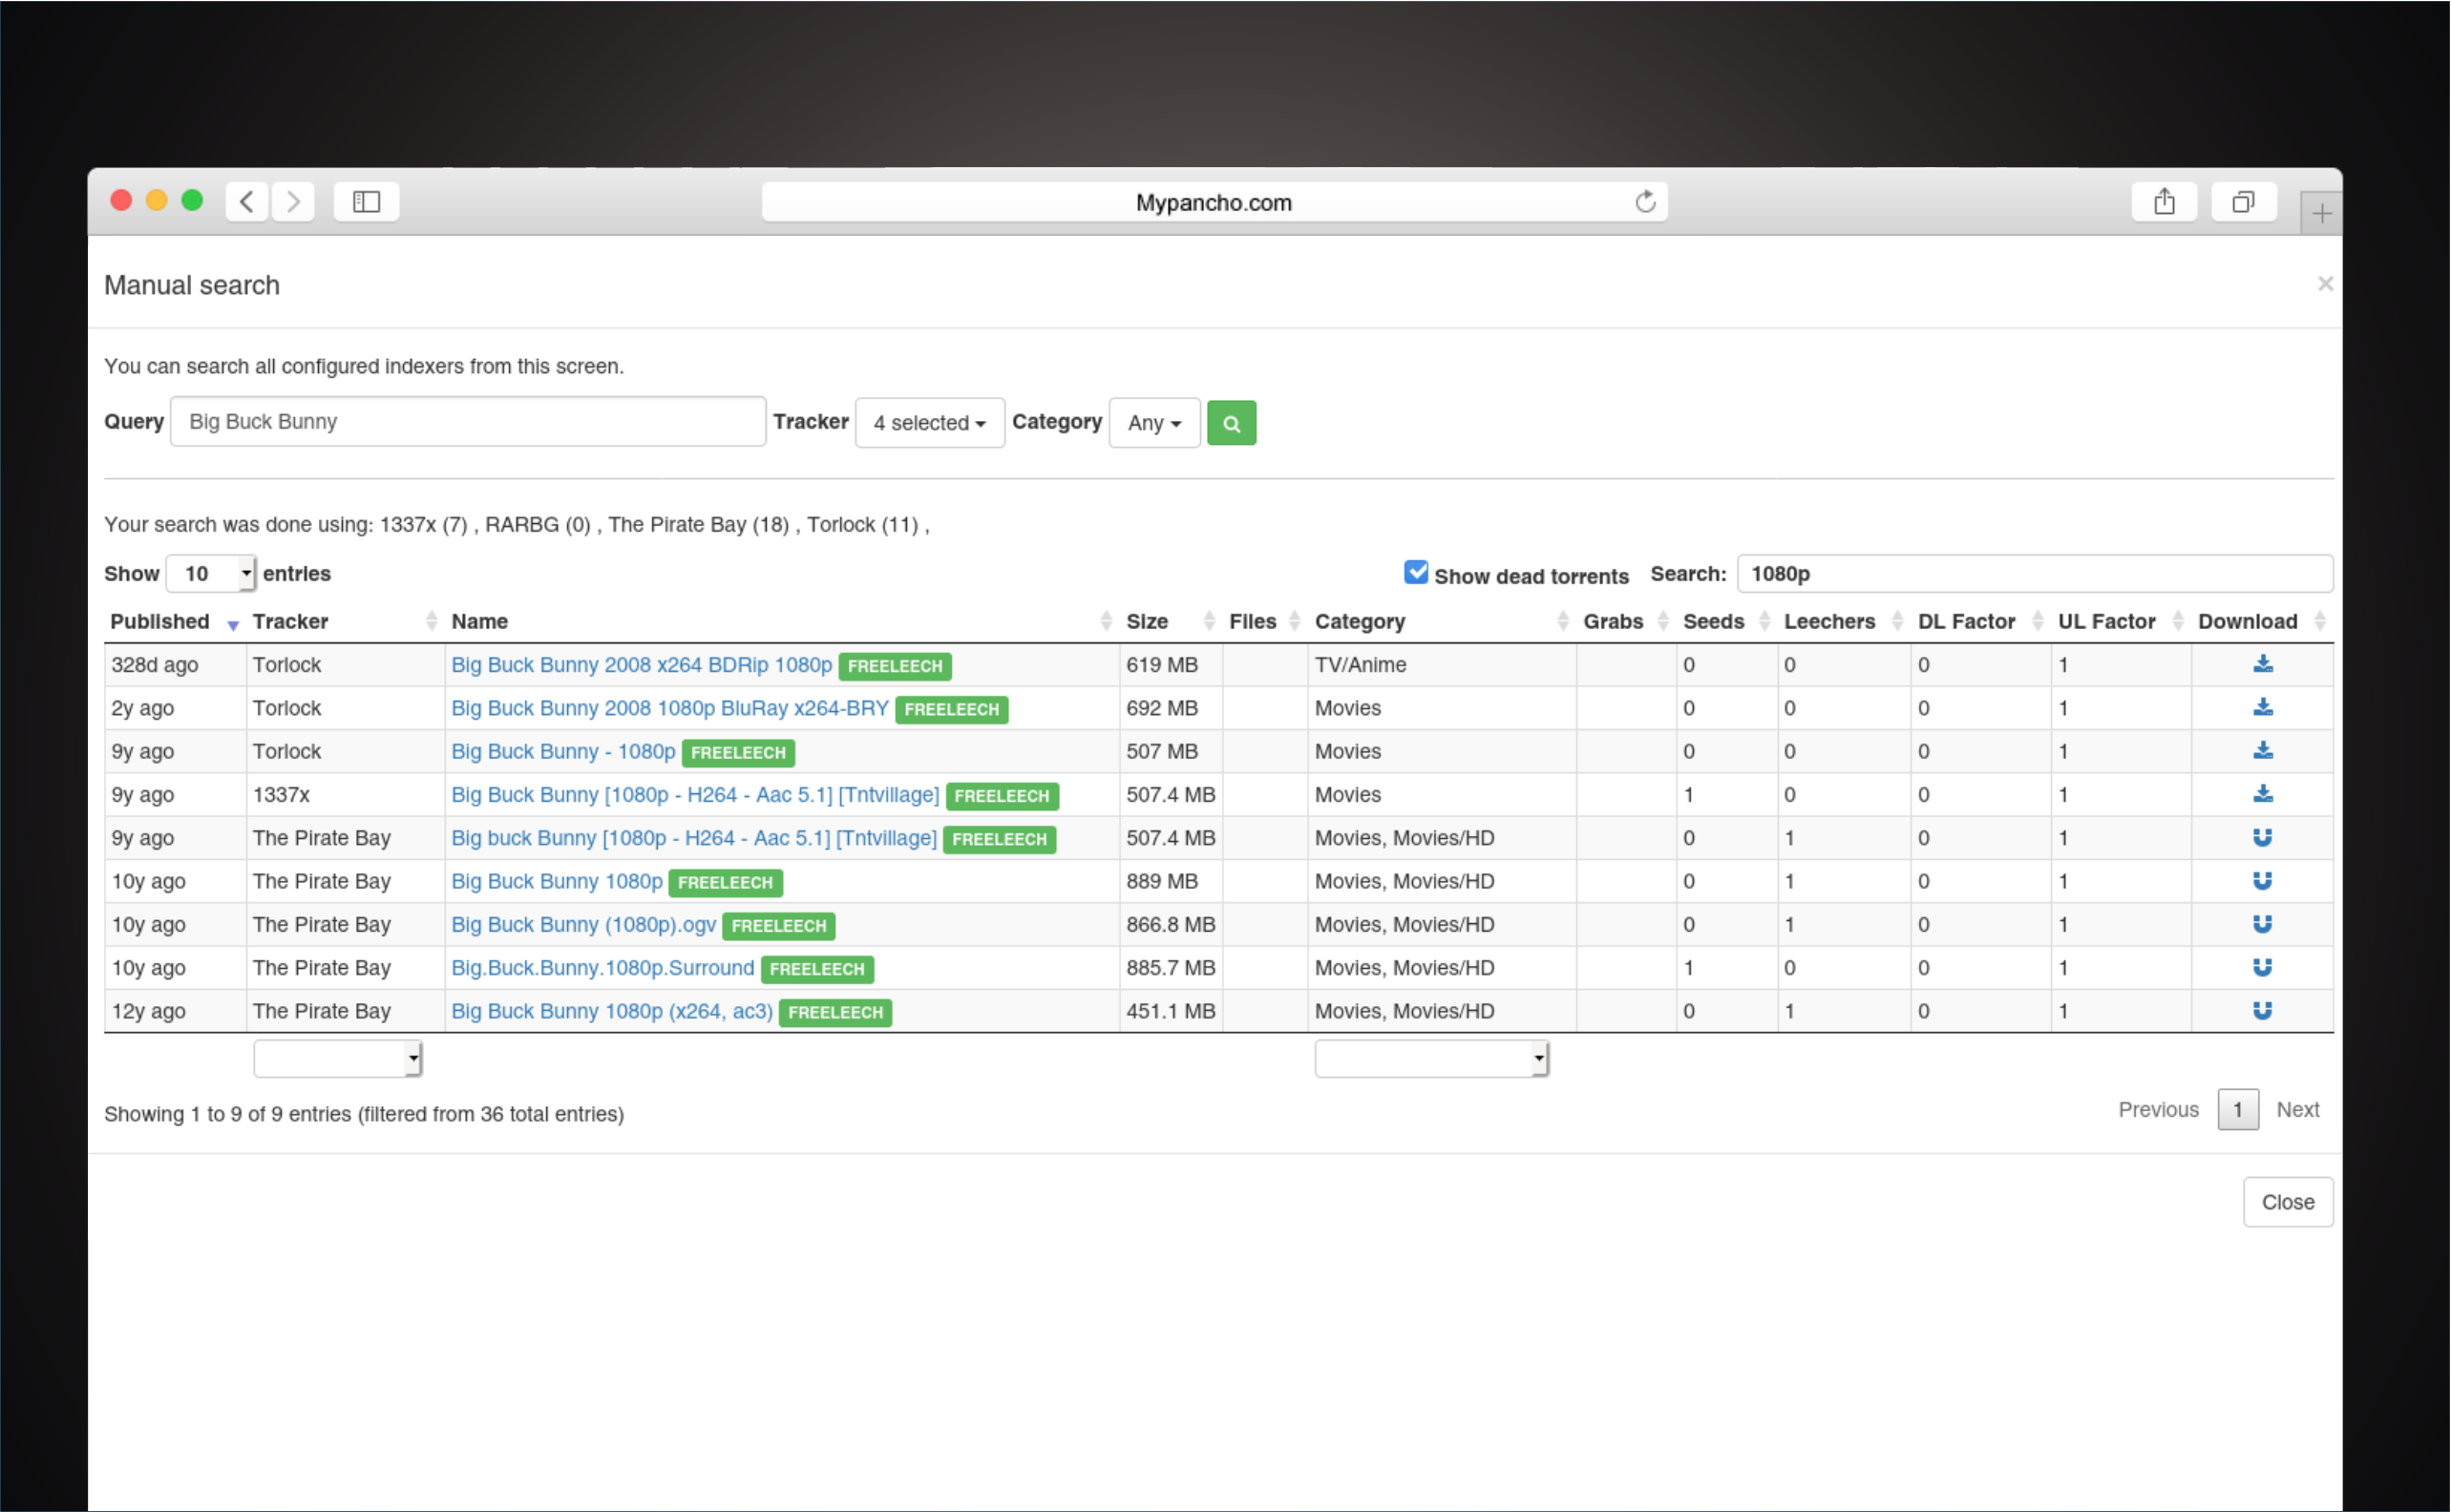 Mypancho.com
Manual search ×
You can search all configured indexers from this screen.
Query Big Buck Bunny Tracker 4 selected Category Any
Your search was done using: 1337x (7) , RARBG (0) , The Pirate Bay (18) , Torlock (11) ,
Show 10 entries Show dead torrents Search: 1080p
Published Tracker Name Size Files Category Grabs Seeds Leechers DL Factor UL Factor Download
328d ago Torlock Big Buck Bunny 2008 x264 BDRip 1080p FREELEECH 619 MB TV/Anime 0 0 0 1
2y ago Torlock Big Buck Bunny 2008 1080p BluRay x264-BRY FREELEECH 692 MB Movies 0 0 0 1
9y ago Torlock Big Buck Bunny - 1080p FREELEECH 507 MB Movies 0 0 0 1
9y ago 1337x Big Buck Bunny [1080p - H264 - Aac 5.1] [Tntvillage] FREELEECH 507.4 MB Movies 1 0 0 1
9y ago The Pirate Bay Big buck Bunny [1080p - H264 - Aac 5.1] [Tntvillage] FREELEECH 507.4 MB Movies, Movies/HD 0 1 0 1
10y ago The Pirate Bay Big Buck Bunny 1080p FREELEECH 889 MB Movies, Movies/HD 0 1 0 1
10y ago The Pirate Bay Big Buck Bunny (1080p).ogv FREELEECH 866.8 MB Movies, Movies/HD 0 1 0 1
10y ago The Pirate Bay Big.Buck.Bunny.1080p.Surround FREELEECH 885.7 MB Movies, Movies/HD 1 0 0 1
12y ago The Pirate Bay Big Buck Bunny 1080p (x264, ac3) FREELEECH 451.1 MB Movies, Movies/HD 0 1 0 1
Showing 1 to 9 of 9 entries (filtered from 36 total entries) Previous 1 Next
Close